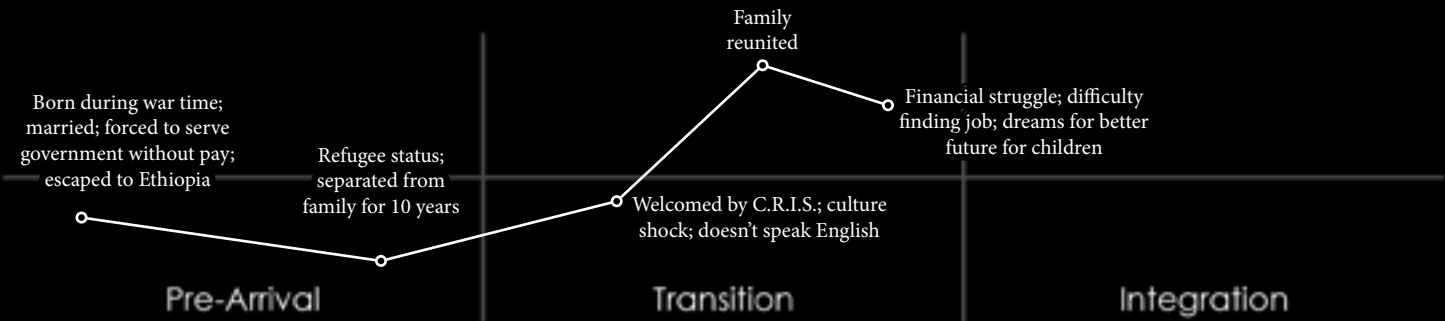 Born during war time;
married; forced to serve
government without pay;
escaped to Ethiopia
Refugee status;
separated from
family for 10 years
Welcomed by C.R.I.S.; culture
shock; doesn’t speak English
Family
reunited
Financial struggle; difficulty
finding job; dreams for better
future for children
Pre-Arrival
Transition
Integration